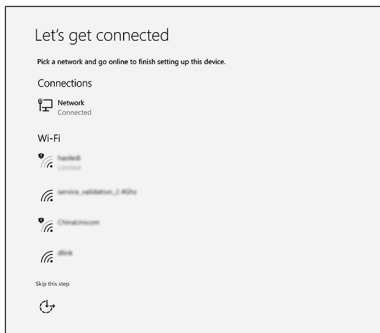 Let's get connected
Pick a network and go online to finish setting up this device.
Connections
Network
Connected
Wi-Fi
Limited
service_validation_2.4Ghz
ChinaUnicom
dlink
Skip this step